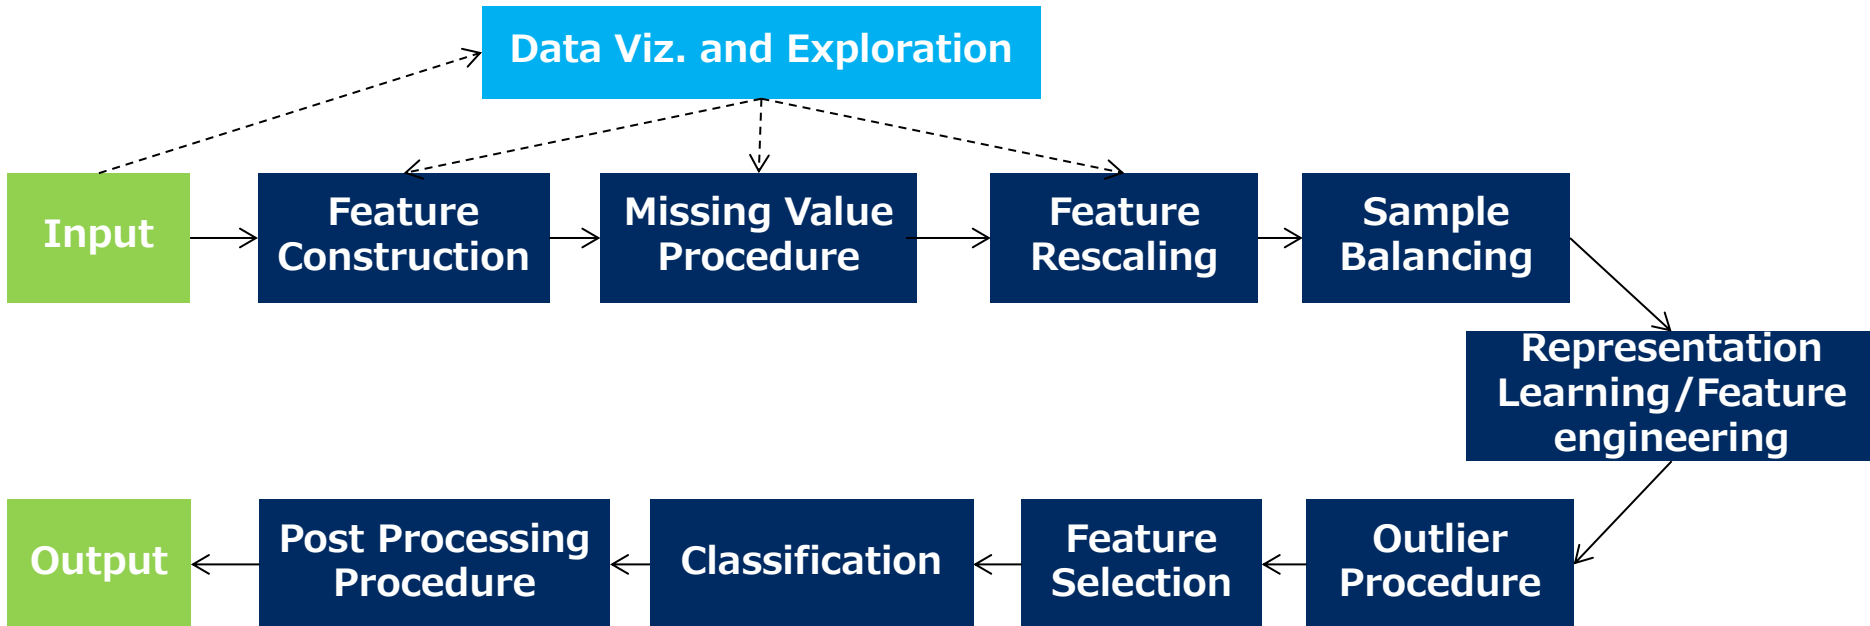 Data Viz. and Exploration
Input
Feature
Construction
Missing Value
Procedure
Feature
Rescaling
Sample
Balancing
Representation
Learning/Feature
engineering
Output
Post Processing
Procedure
Classification
Feature
Selection
Outlier
Procedure